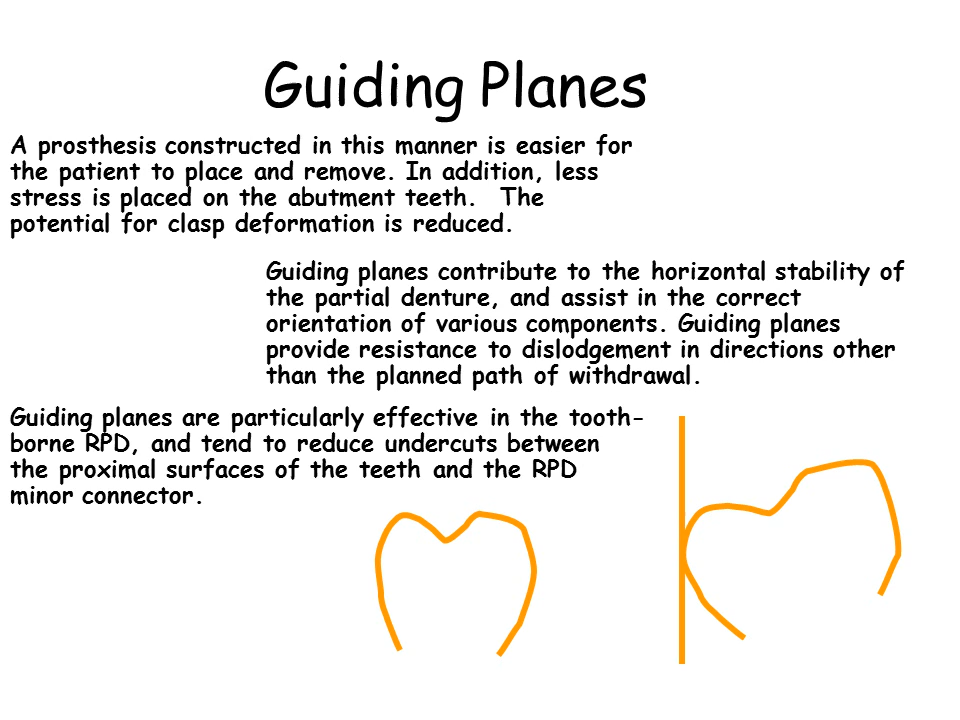 Guiding Planes
A prosthesis constructed in this manner is easier for
the patient to place and remove. In addition, less
stress is placed on the abutment teeth.  The
potential for clasp deformation is reduced.
Guiding planes contribute to the horizontal stability of
the partial denture, and assist in the correct
orientation of various components. Guiding planes
provide resistance to dislodgement in directions other
than the planned path of withdrawal.
Guiding planes are particularly effective in the tooth-
borne RPD, and tend to reduce undercuts between
the proximal surfaces of the teeth and the RPD
minor connector.